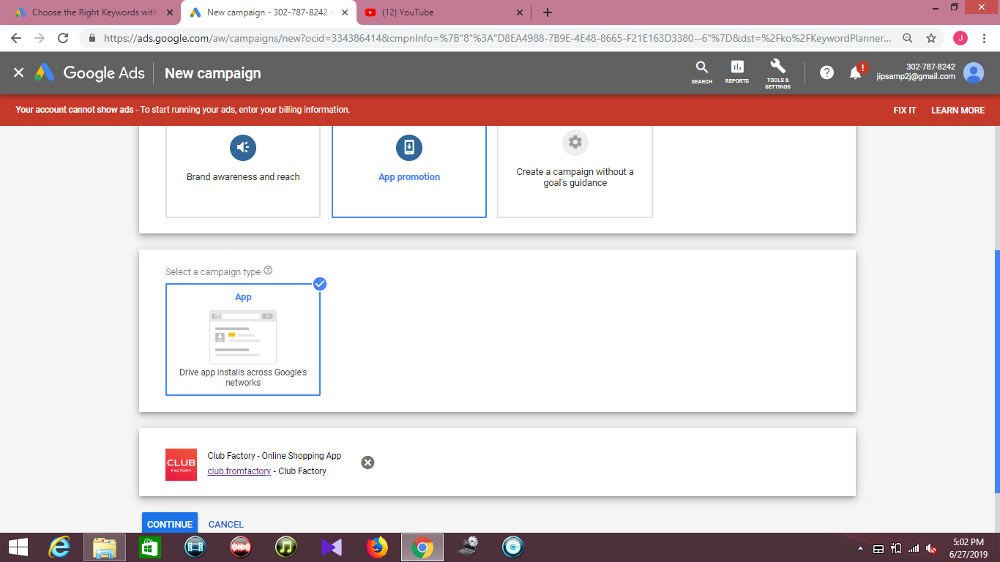 Choose the Right Keywords with
New campaign - 302-787-8242 -
(12) YouTube
https://ads.google.com/aw/campaigns/new?ocid=334386414&cmpnInfo=%7B"8"%3A"D8EA4988-7B9E-4E48-8665-F21E163D3380--6"%7D&dst=%2Fko%2FKeywordPlanner...
J
Google Ads
New campaign
SEARCH
REPORTS
TOOLS &
SETTINGS
302-787-8242
jipsamp2j@gmail.com
Your account cannot show ads - To start running your ads, enter your billing information.
FIX IT
LEARN MORE
Brand awareness and reach
App promotion
Create a campaign without a
goal's guidance
Select a campaign type
App
Drive app installs across Google's
networks
CLUB
FACTORY
Club Factory - Online Shopping App
club.fromfactory - Club Factory
CONTINUE
CANCEL
5:02 PM
6/27/2019